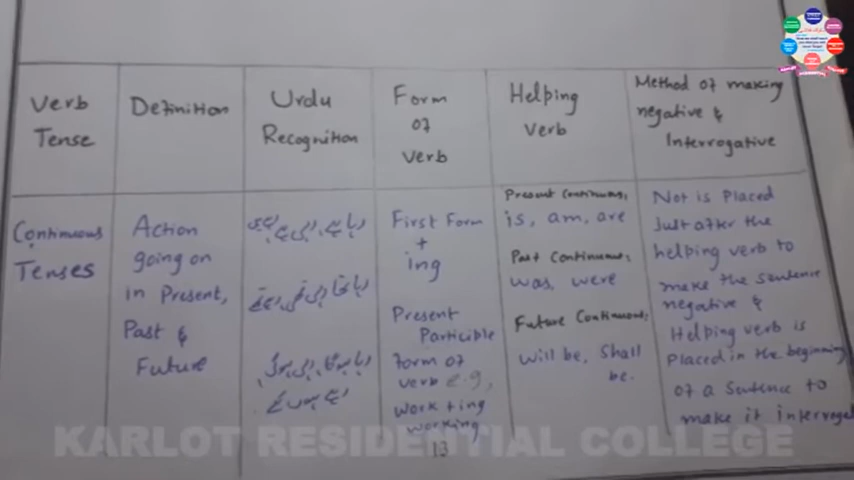 Verb
Tense
Definition
Urdu
Recognition
Form
of
verb
Helping
verb
Method of making
negative &
Interrogative
Continuous
Tenses
Action
going on
in Present,
Past &
Future
رہا ہے، رہی ہے، رہے ہیں
رہا تھا، رہی تھی، رہے تھے
رہا ہوگا، رہی ہوگی،
رہے ہوں گے
First Form
+
ing
Present
Participle
form of
verb e.g,
work + ing
working
Present Continuous;
is, am, are
Past Continuous;
was, were
Future Continuous;
will be, Shall
be.
Not is placed
Just after the
helping verb to
make the sentence
negative &
Helping verb is
Placed in the beginning
of a Sentence to
make it interrogat
13
KARLOT RESIDENTIAL COLLEGE